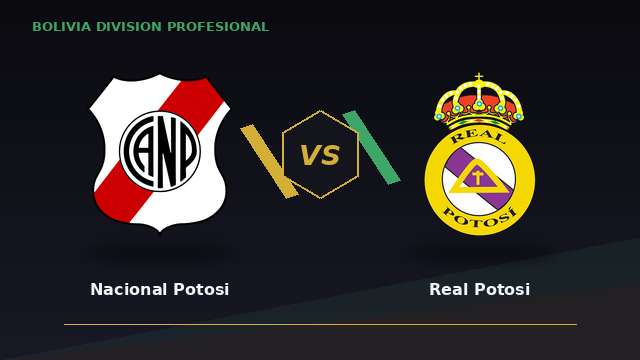 BOLIVIA DIVISION PROFESIONAL
CANP
VS
REAL
POTOSÍ
Nacional Potosi
Real Potosi